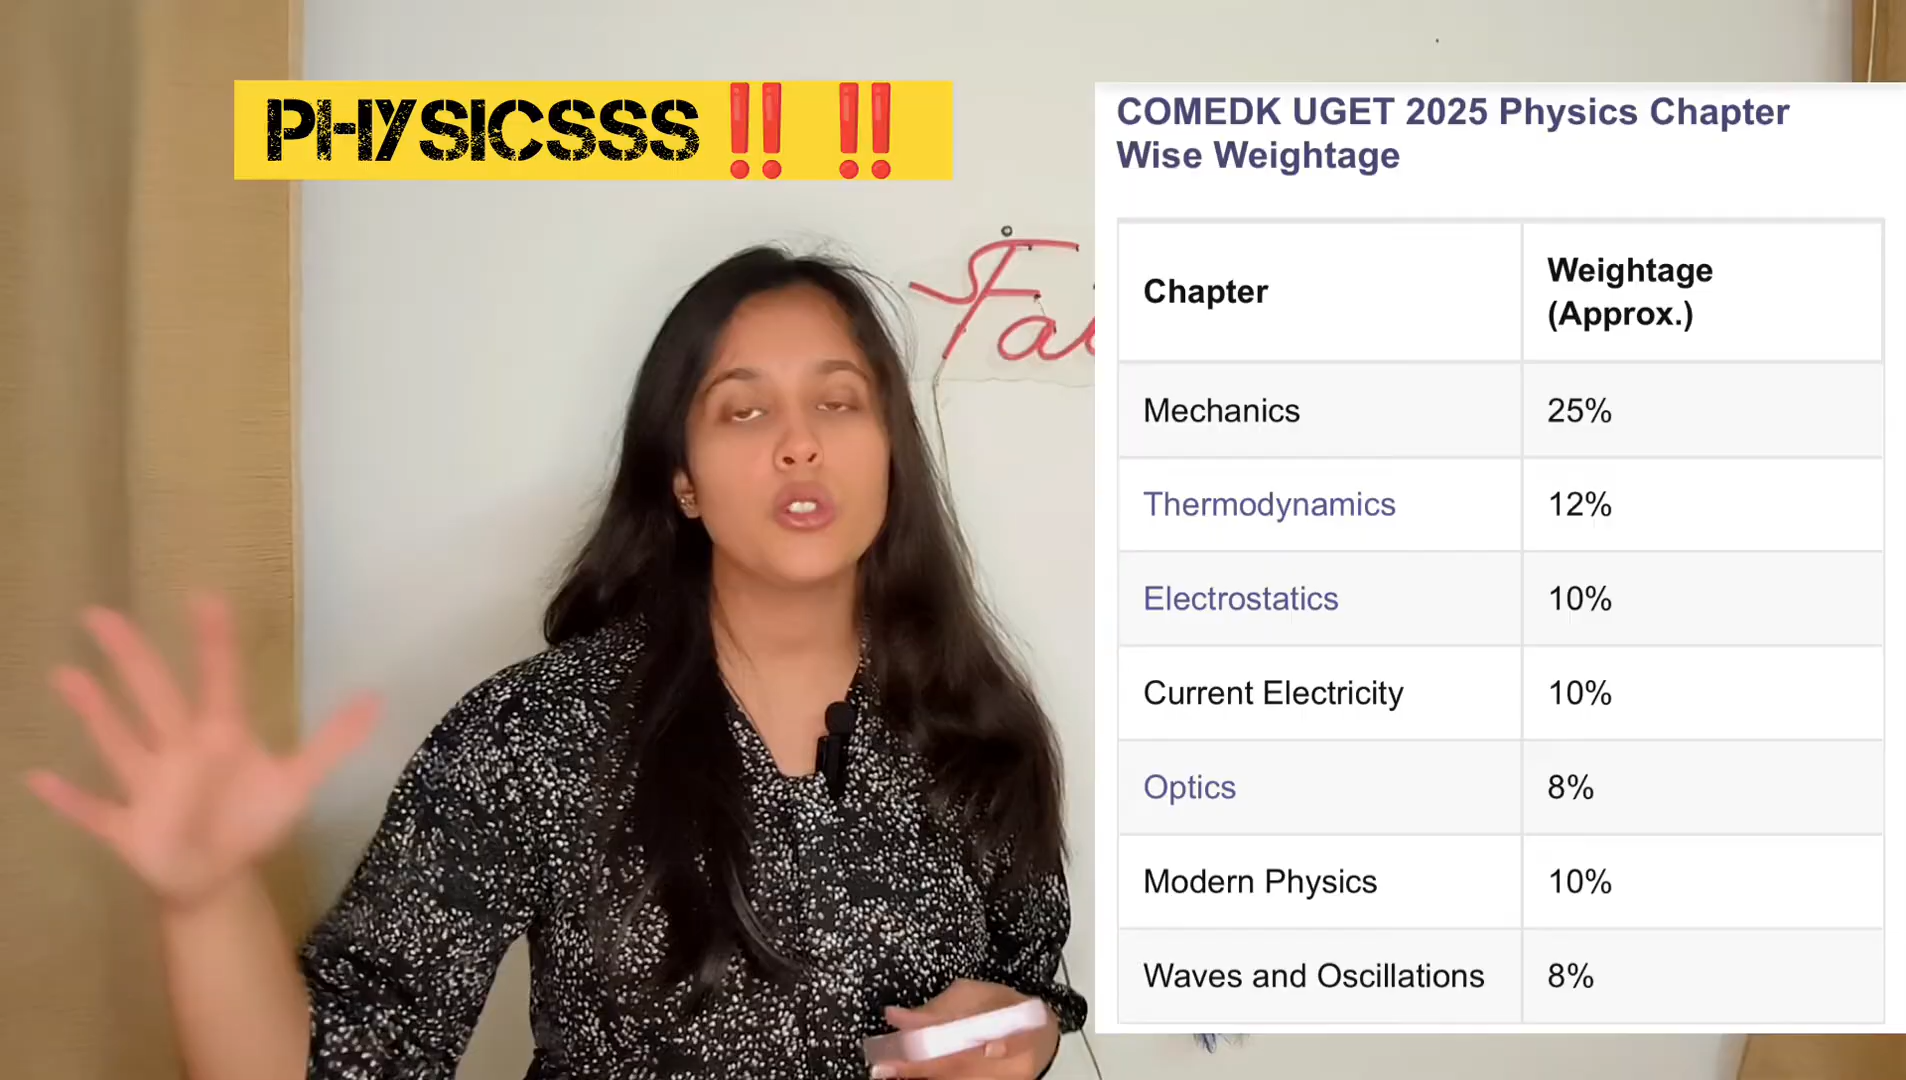 PHYSICSSS‼️ ‼️
COMEDK UGET 2025 Physics Chapter
Wise Weightage
Chapter
Weightage
(Approx.)
Mechanics 25%
Thermodynamics 12%
Electrostatics 10%
Current Electricity 10%
Optics 8%
Modern Physics 10%
Waves and Oscillations 8%